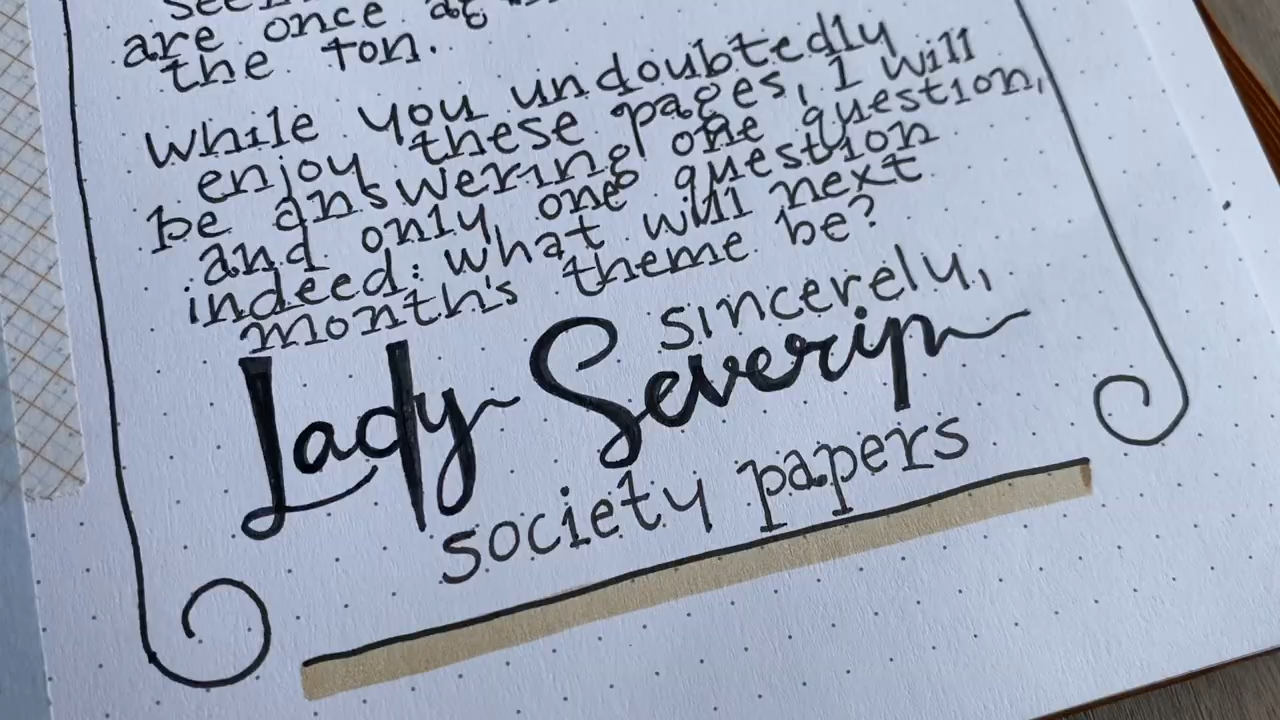 are once
the ton.
while you undoubtedly
enjoy these pages, I will
be answering one question,
and only one question
indeed: what will next
month's theme be?
sincerely,
Lady Severin
society papers